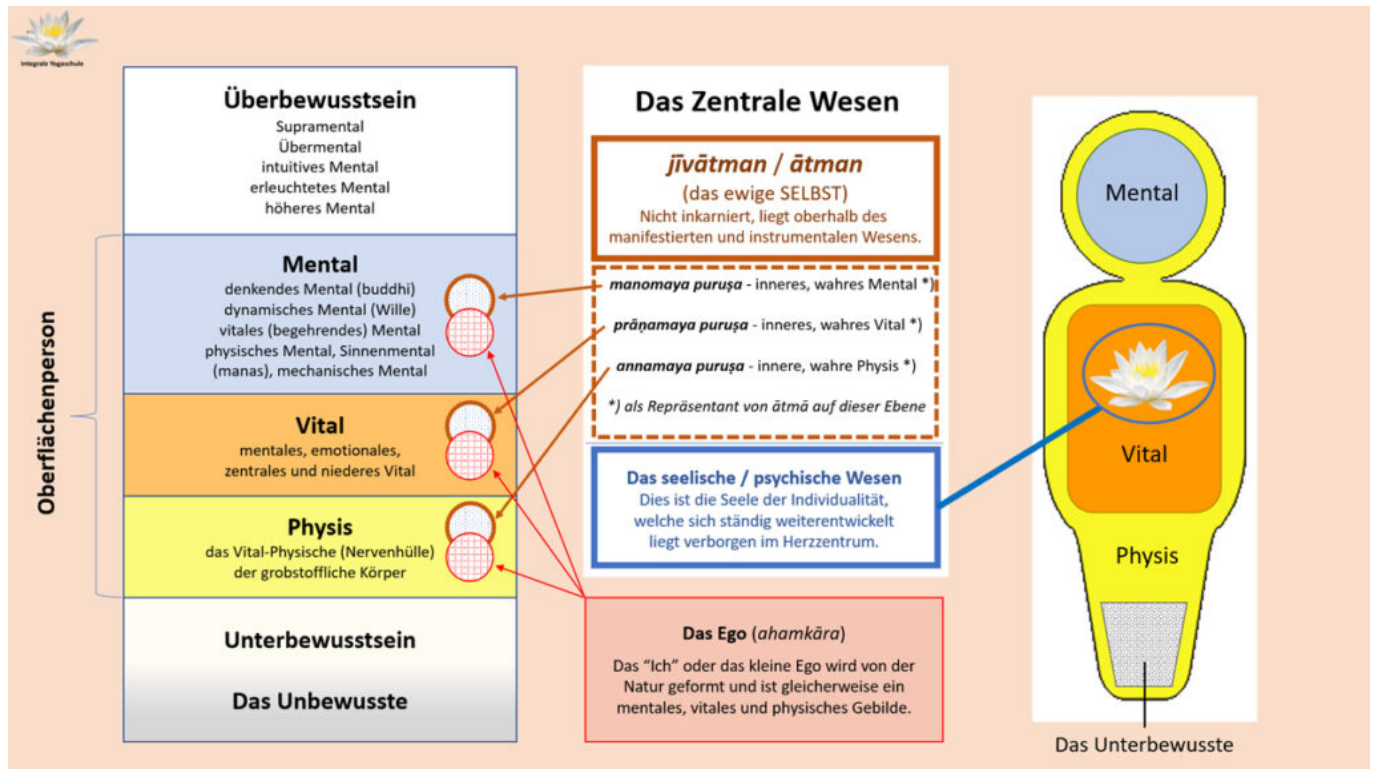 Integrale Yogaschule
Oberflächenperson
Überbewusstsein
Supramental
Übermental
intuitives Mental
erleuchtetes Mental
höheres Mental
Mental
denkendes Mental (buddhi)
dynamisches Mental (Wille)
vitales (begehrendes) Mental
physisches Mental, Sinnenmental
(manas), mechanisches Mental
Vital
mentales, emotionales,
zentrales und niederes Vital
Physis
das Vital-Physische (Nervenhülle)
der grobstoffliche Körper
Unterbewusstsein
Das Unbewusste
Das Zentrale Wesen
jīvātman / ātman
(das ewige SELBST)
Nicht inkarniert, liegt oberhalb des
manifestierten und instrumentalen Wesens.
manomaya puruṣa - inneres, wahres Mental *)
prāṇamaya puruṣa - inneres, wahres Vital *)
annamaya puruṣa - innere, wahre Physis *)
*) als Repräsentant von ātmā auf dieser Ebene
Das seelische / psychische Wesen
Dies ist die Seele der Individualität,
welche sich ständig weiterentwickelt
liegt verborgen im Herzzentrum.
Das Ego (ahamkāra)
Das “Ich” oder das kleine Ego wird von der
Natur geformt und ist gleicherweise ein
mentales, vitales und physisches Gebilde.
Mental
Vital
Physis
Das Unterbewusste